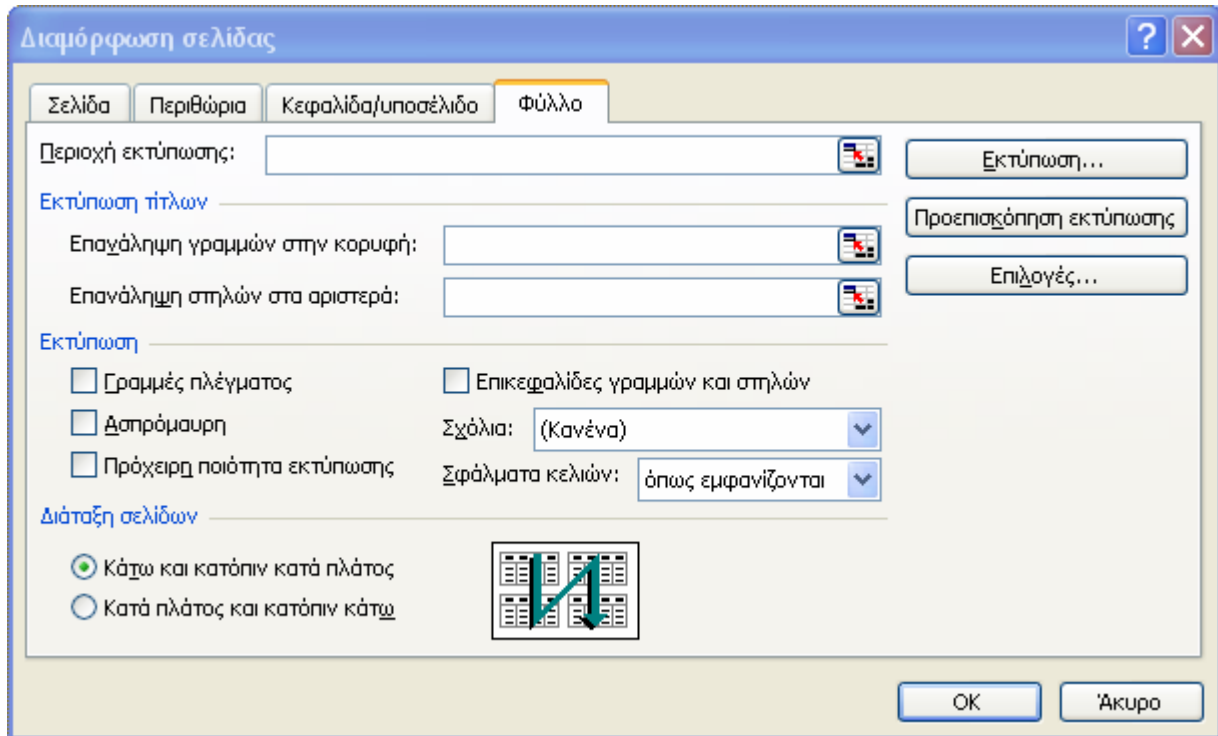 Διαμόρφωση σελίδας
Σελίδα Περιθώρια Κεφαλίδα/υποσέλιδο Φύλλο
Περιοχή εκτύπωσης:
Εκτύπωση...
Εκτύπωση τίτλων
Προεπισκόπηση εκτύπωσης
Επανάληψη γραμμών στην κορυφή:
Επιλογές...
Επανάληψη στηλών στα αριστερά:
Εκτύπωση
Γραμμές πλέγματος
Επικεφαλίδες γραμμών και στηλών
Ασπρόμαυρη
Σχόλια: (Κανένα)
Πρόχειρη ποιότητα εκτύπωσης
Σφάλματα κελιών: όπως εμφανίζονται
Διάταξη σελίδων
Κάτω και κατόπιν κατά πλάτος
Κατά πλάτος και κατόπιν κάτω
OK Άκυρο